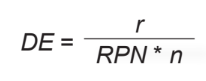 DE = r / (RPN * n)